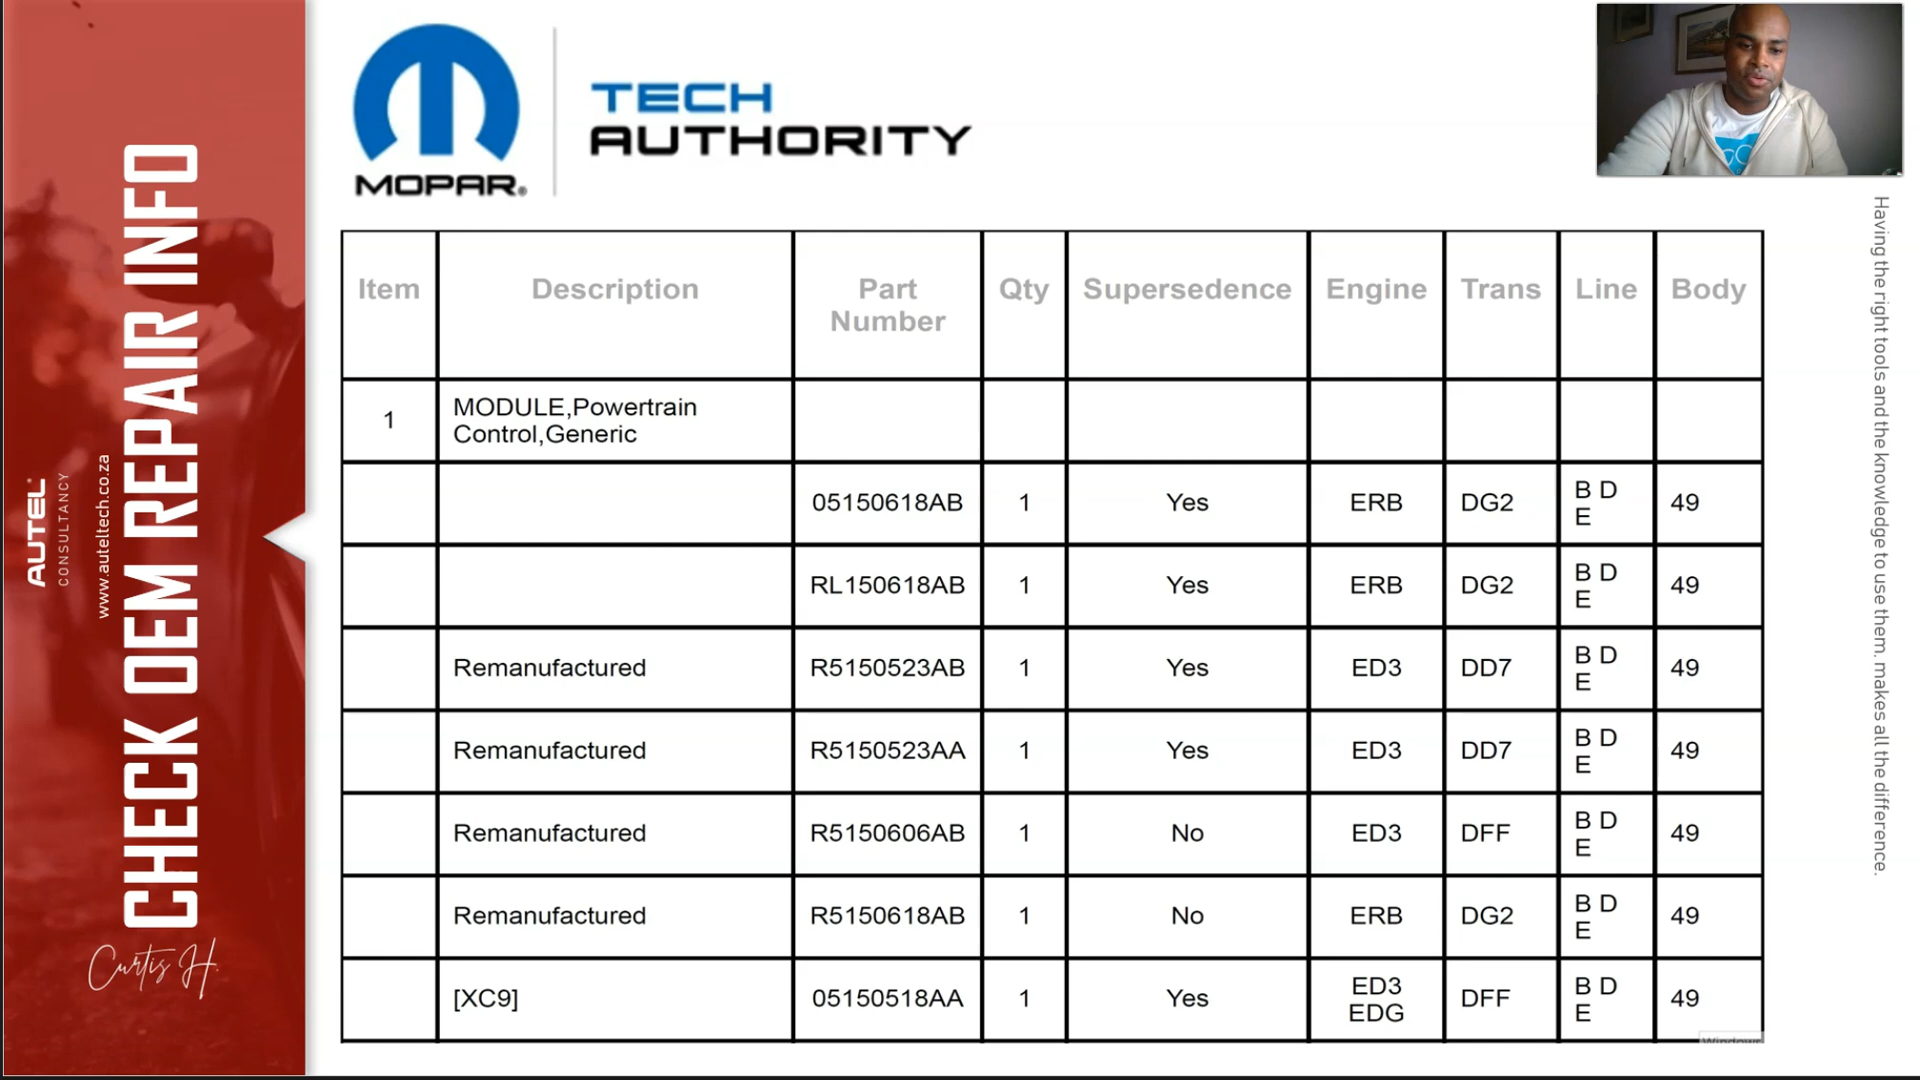 CHECK OEM REPAIR INFO
www.auteltech.co.za
AUTEL
CONSULTANCY
Curtis H.
MOPAR®
TECH
AUTHORITY
Having the right tools and the knowledge to use them, makes all the difference.
Item Description Part Number Qty Supersedence Engine Trans Line Body
1 MODULE,Powertrain Control,Generic
05150618AB 1 Yes ERB DG2 B D E 49
RL150618AB 1 Yes ERB DG2 B D E 49
Remanufactured R5150523AB 1 Yes ED3 DD7 B D E 49
Remanufactured R5150523AA 1 Yes ED3 DD7 B D E 49
Remanufactured R5150606AB 1 No ED3 DFF B D E 49
Remanufactured R5150618AB 1 No ERB DG2 B D E 49
[XC9] 05150518AA 1 Yes ED3 EDG DFF B D E 49